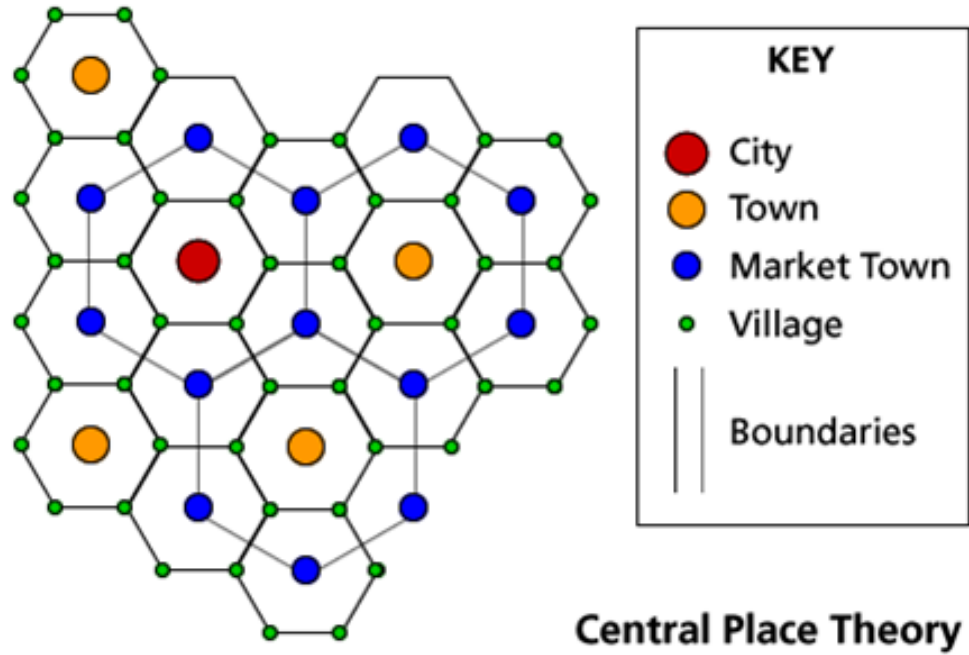 KEY
City
Town
Market Town
Village
Boundaries
Central Place Theory